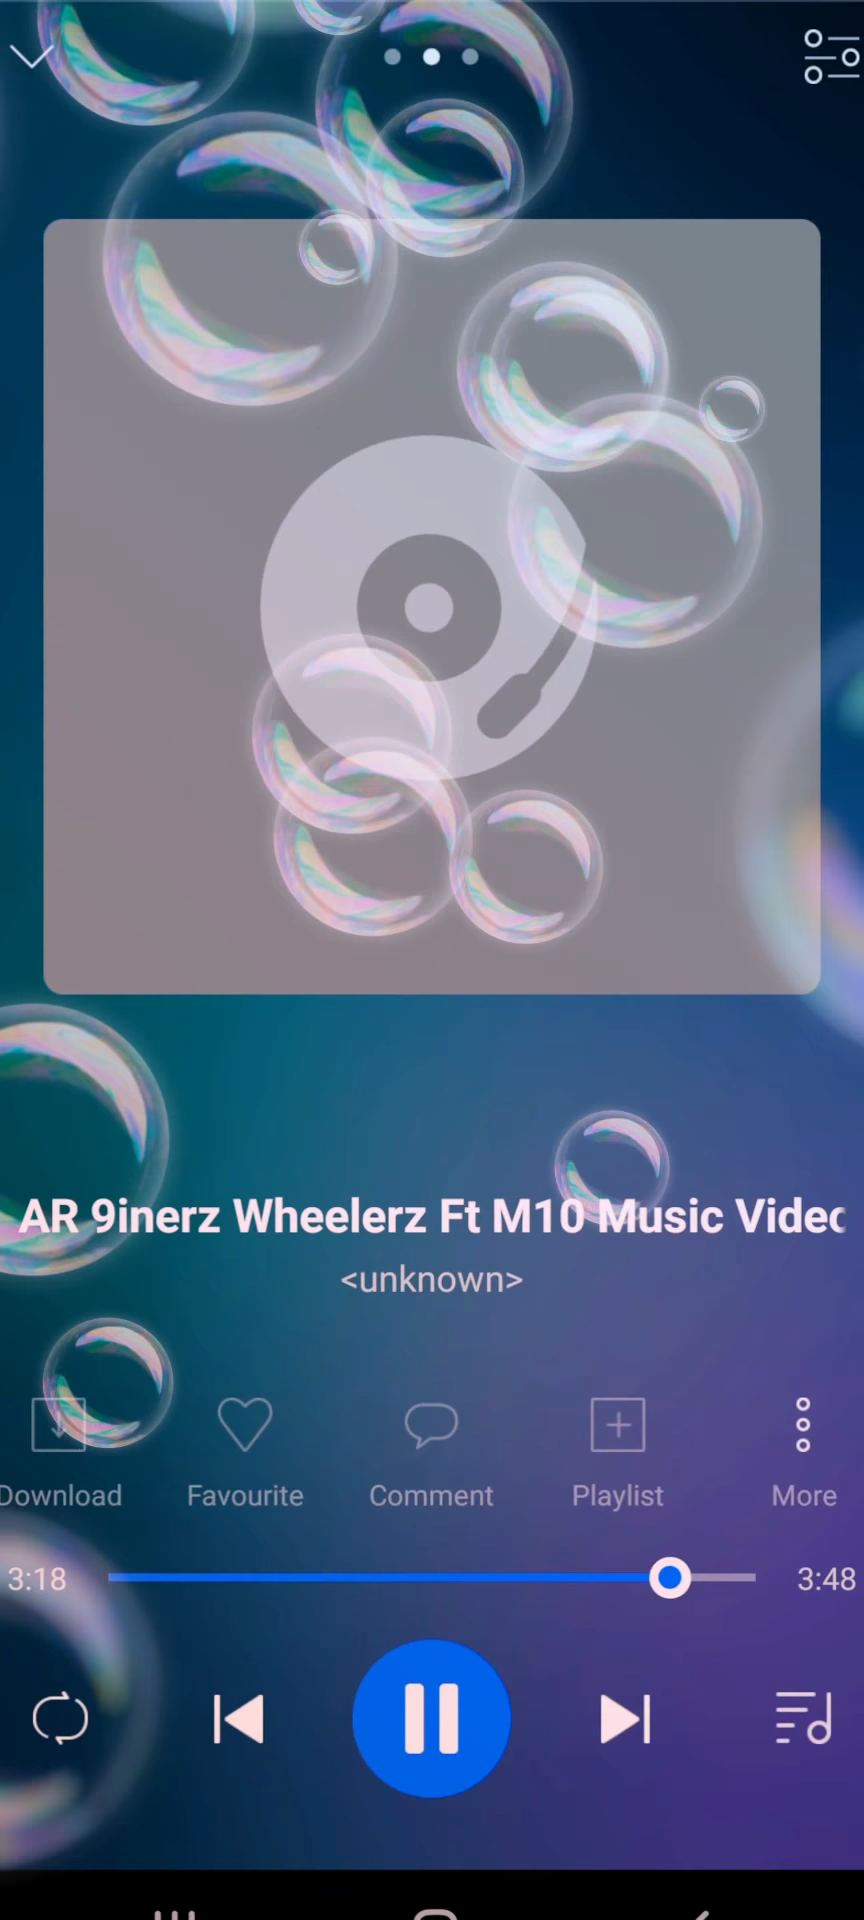 AR 9inerz Wheelerz Ft M10 Music Video
<unknown>
Download Favourite Comment Playlist More
3:18 3:48